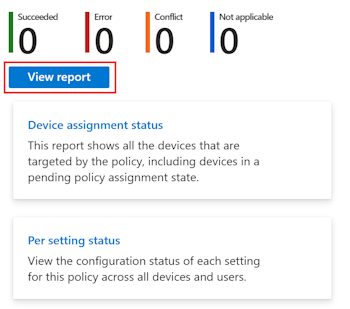 Succeeded Error Conflict Not applicable
0 0 0 0
View report
Device assignment status
This report shows all the devices that are
targeted by the policy, including devices in a
pending policy assignment state.
Per setting status
View the configuration status of each setting
for this policy across all devices and users.